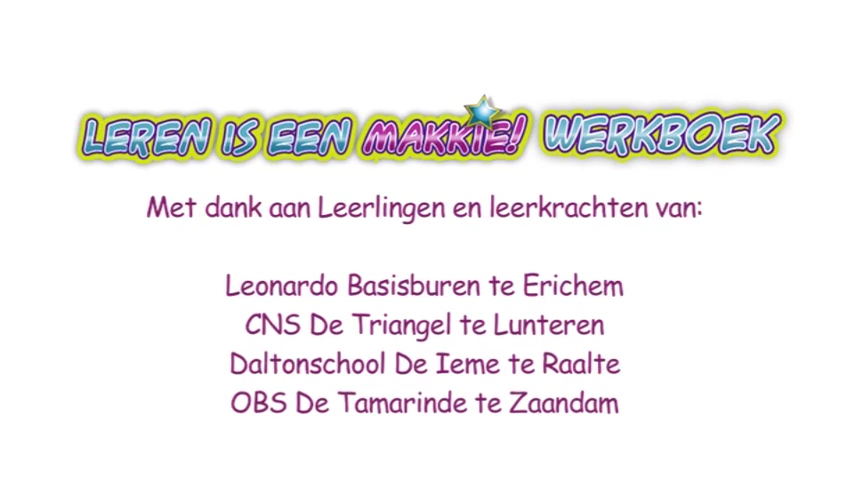 LEREN IS EEN MAKKIE! WERKBOEK
Met dank aan Leerlingen en leerkrachten van:
Leonardo Basisburen te Erichem
CNS De Triangel te Lunteren
Daltonschool De Ieme te Raalte
OBS De Tamarinde te Zaandam